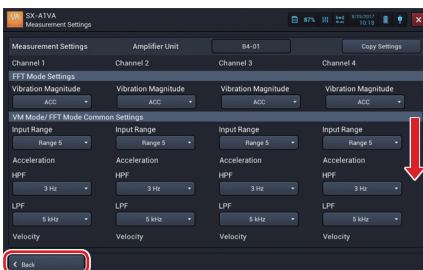 VA SX-A1VA
Measurement Settings
87%
8/15/2017
10:18
Measurement Settings Amplifier Unit B4-01 Copy Settings
Channel 1 Channel 2 Channel 3 Channel 4
FFT Mode Settings
Vibration Magnitude Vibration Magnitude Vibration Magnitude Vibration Magnitude
ACC ACC ACC ACC
VM Mode/ FFT Mode Common Settings
Input Range Input Range Input Range Input Range
Range 5 Range 5 Range 5 Range 5
Acceleration Acceleration Acceleration Acceleration
HPF HPF HPF HPF
3 Hz 3 Hz 3 Hz 3 Hz
LPF LPF LPF LPF
5 kHz 5 kHz 5 kHz 5 kHz
Velocity Velocity Velocity Velocity
Back